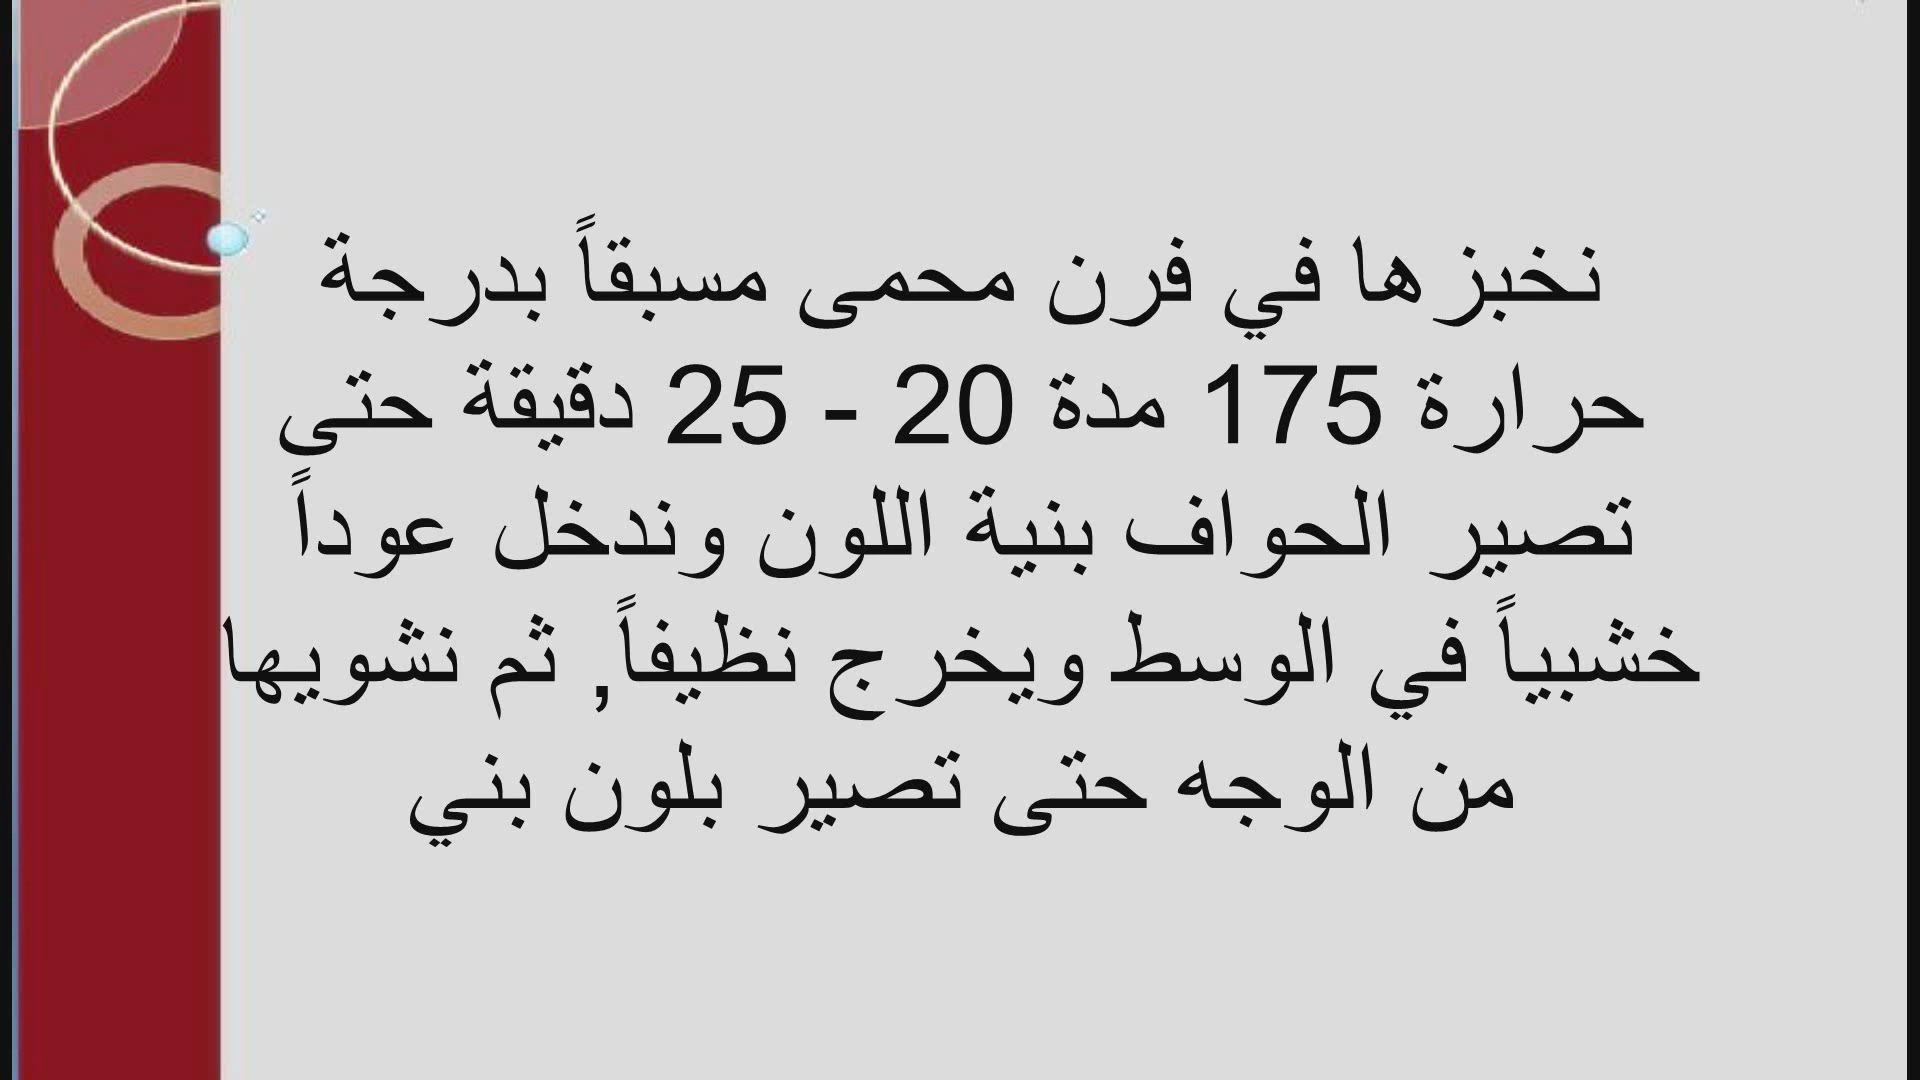 نخبزها في فرن محمى مسبقاً بدرجة
حرارة 175 مدة 20 - 25 دقيقة حتى
تصير الحواف بنية اللون وندخل عوداً
خشبياً في الوسط ويخرج نظيفاً, ثم نشويها
من الوجه حتى تصير بلون بني